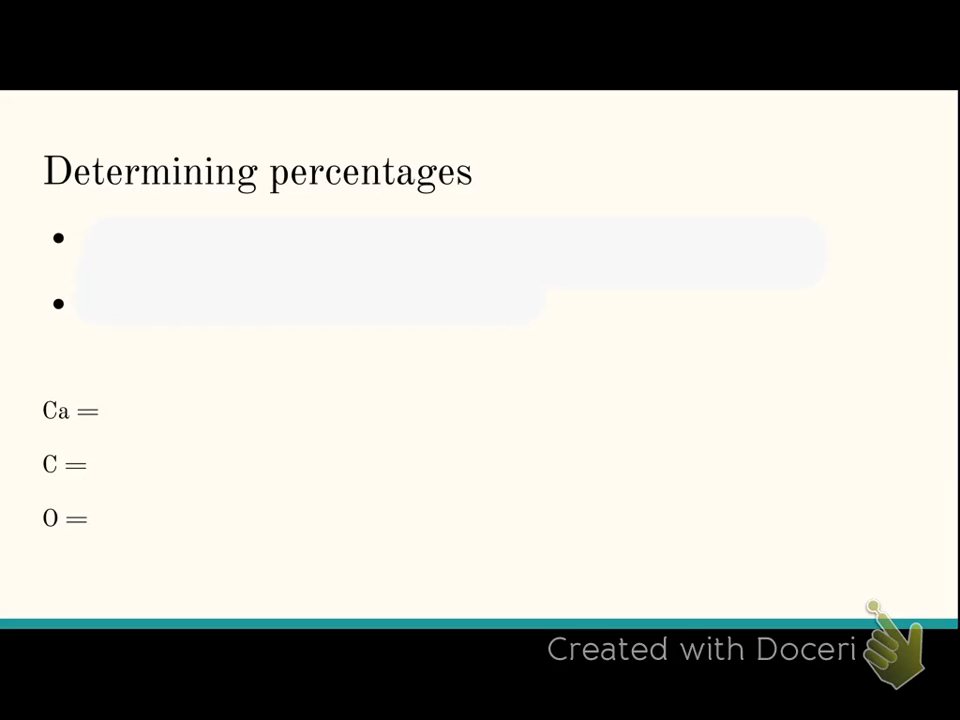 Determining percentages
•
•
Ca =
C =
O =
Created with Doceri